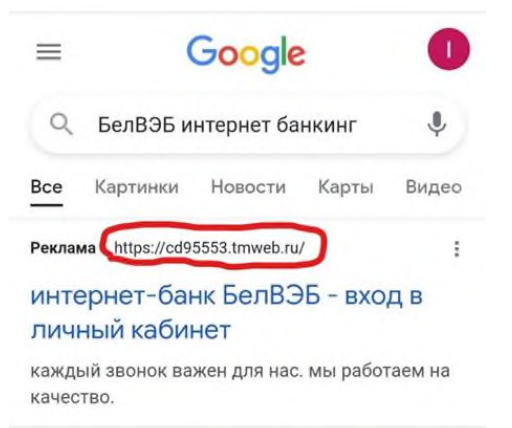 Google
I
БелВЭБ интернет банкинг
Все Картинки Новости Карты Видео
Реклама https://cd95553.tmweb.ru/
интернет-банк БелВЭБ - вход в
личный кабинет
каждый звонок важен для нас. мы работаем на
качество.